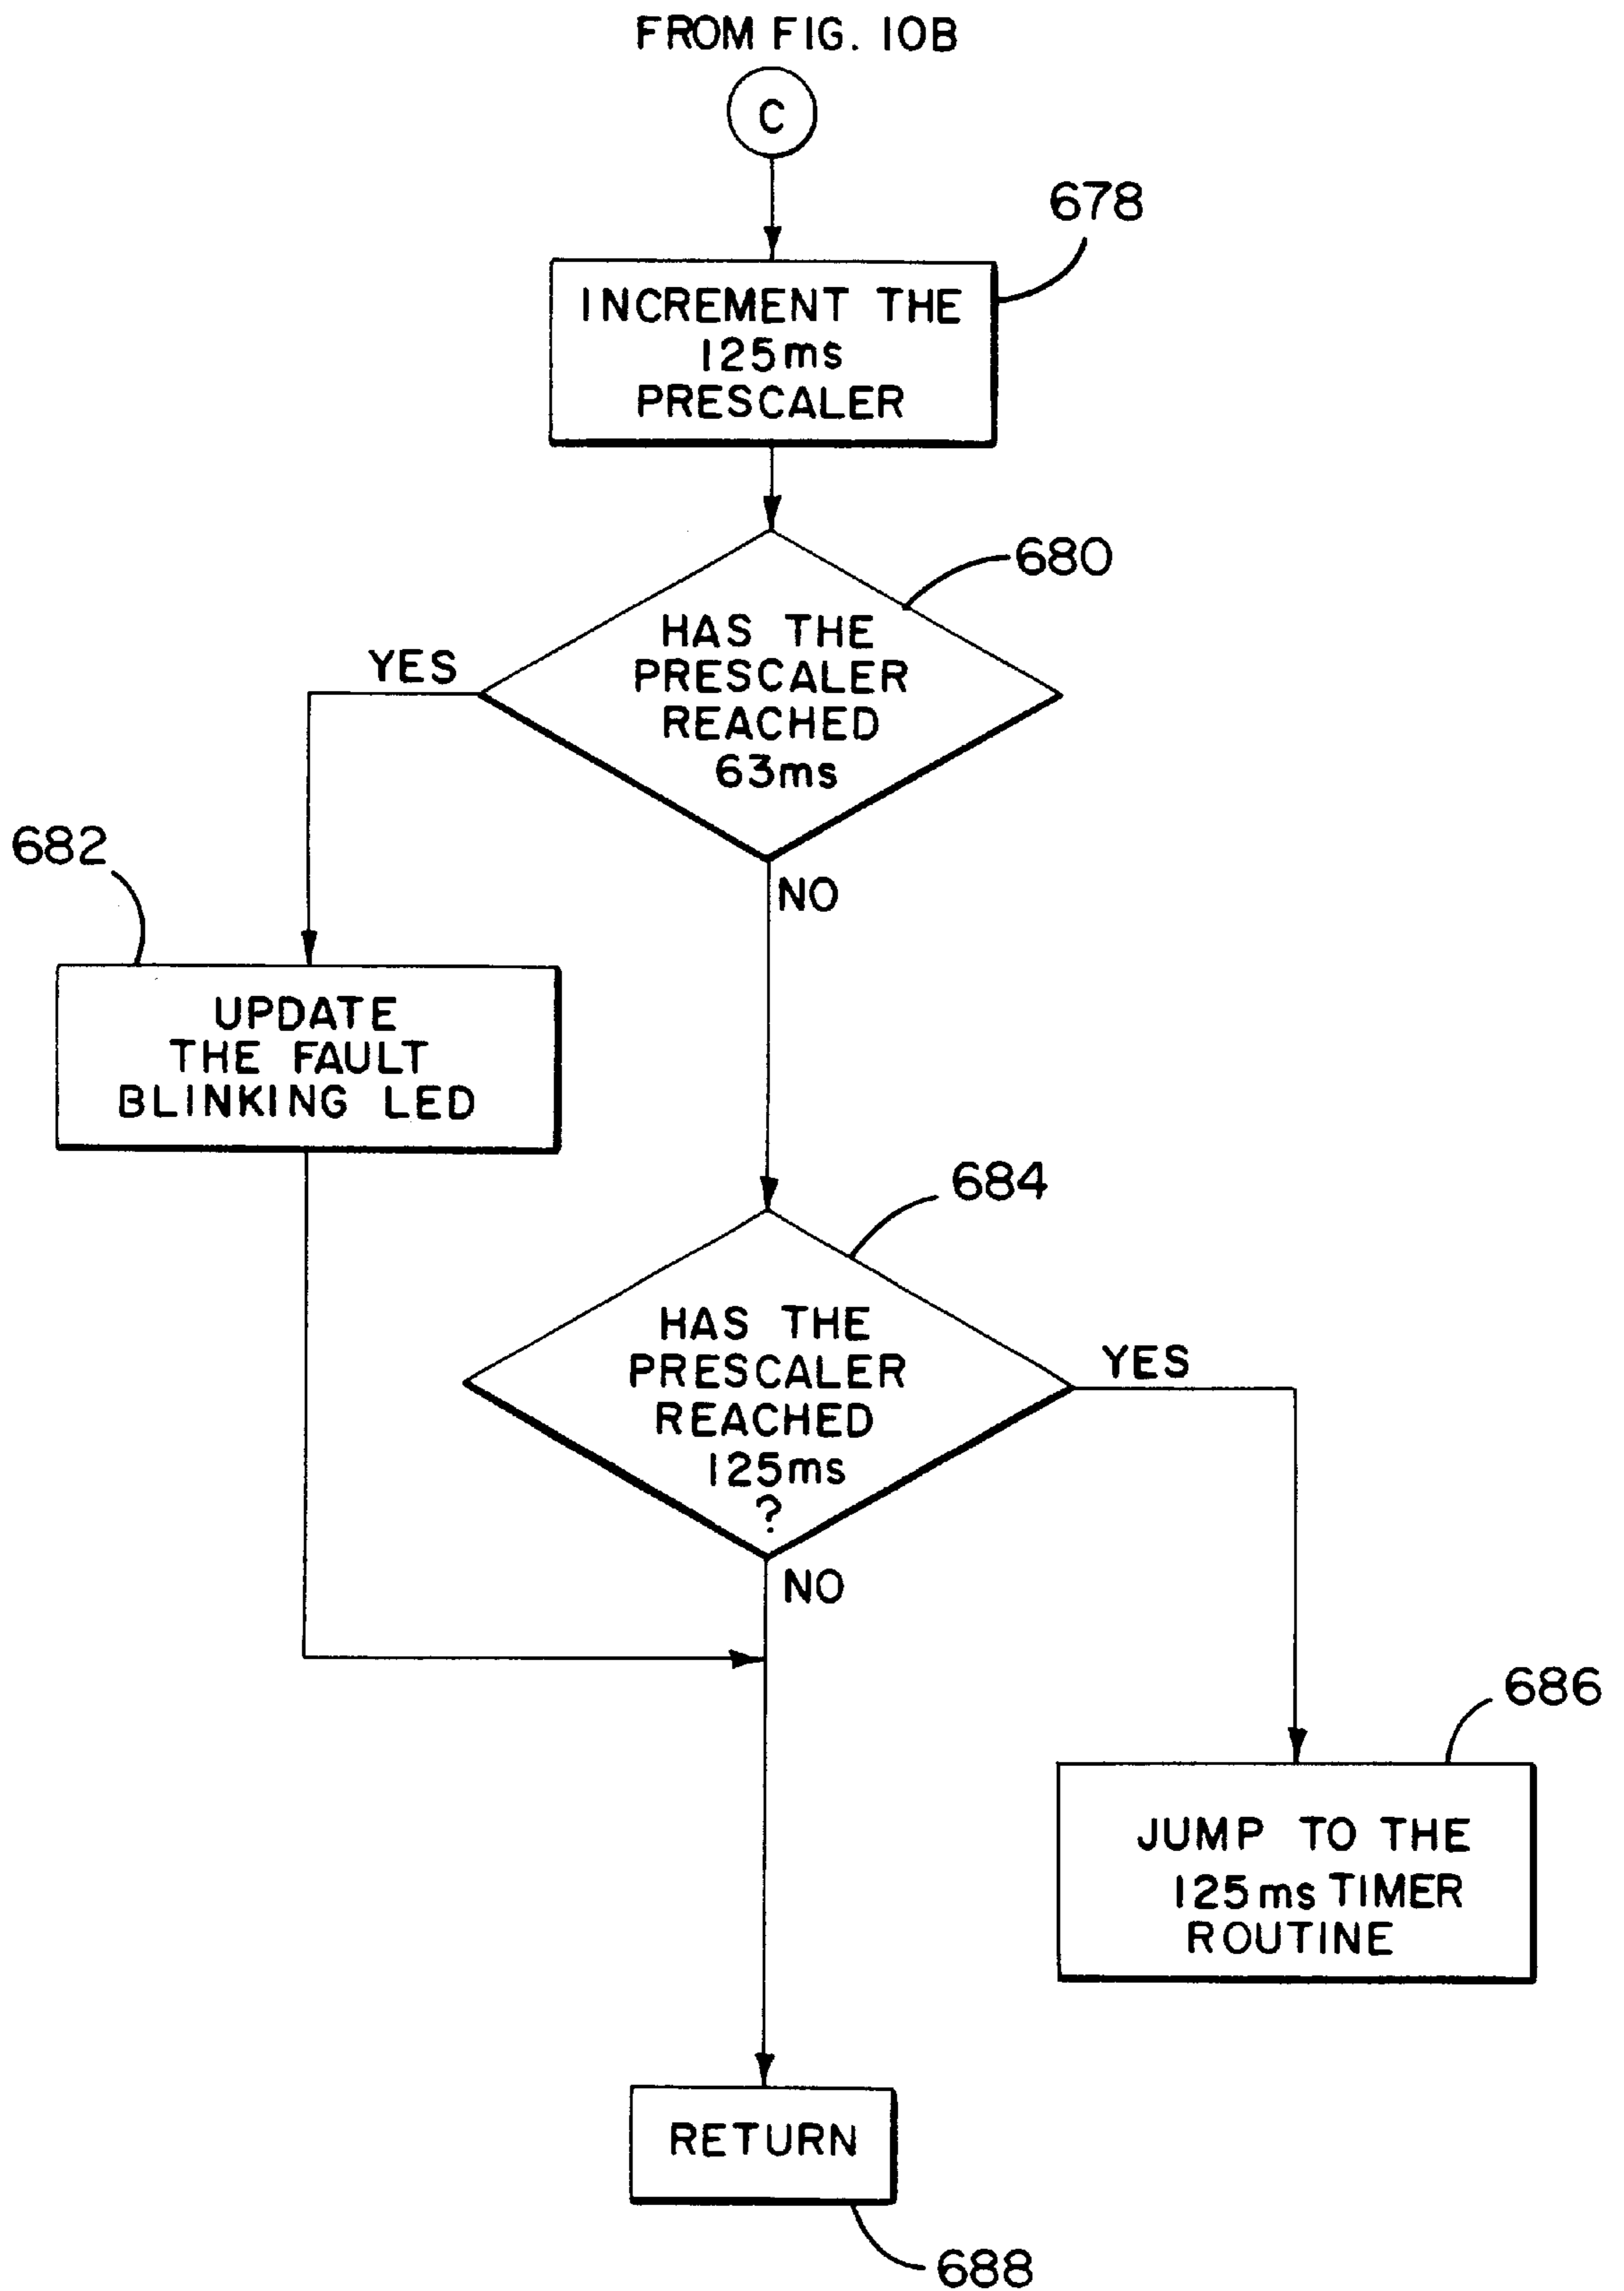 FROM FIG. 10B
C
678
INCREMENT THE
125ms
PRESCALER
680
HAS THE
PRESCALER
REACHED
63ms
YES
NO
682
UPDATE
THE FAULT
BLINKING LED
684
HAS THE
PRESCALER
REACHED
125ms
?
YES
NO
686
JUMP TO THE
125ms TIMER
ROUTINE
RETURN
688